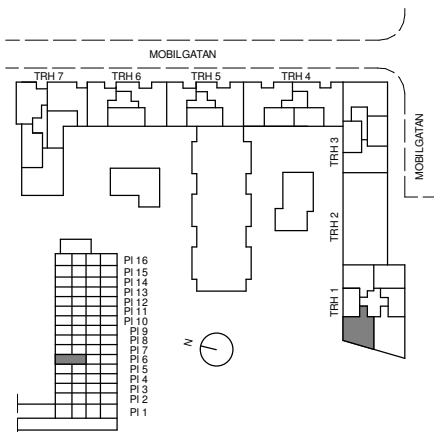 MOBILGATAN
TRH 7 TRH 6 TRH 5 TRH 4
MOBILGATAN
TRH 3
TRH 2
TRH 1
Pl 16
Pl 15
Pl 14
Pl 13
Pl 12
Pl 11
Pl 10
Pl 9
Pl 8
Pl 7
Pl 6
Pl 5
Pl 4
Pl 3
Pl 2
Pl 1
N